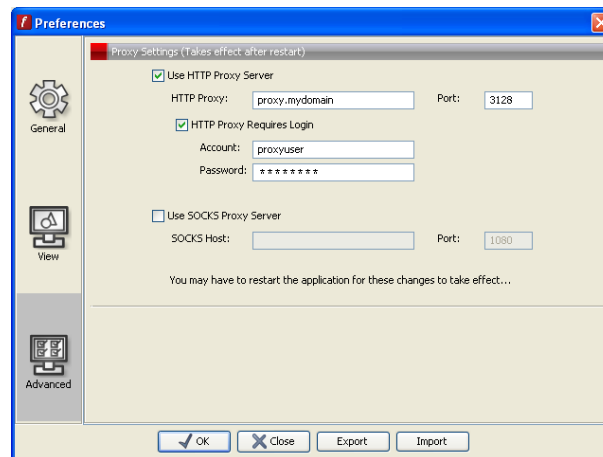 Preferences
Proxy Settings (Takes effect after restart)
Use HTTP Proxy Server
HTTP Proxy: proxy.mydomain Port: 3128
General
HTTP Proxy Requires Login
Account: proxyuser
Password: ********
Use SOCKS Proxy Server
SOCKS Host: Port: 1080
View
You may have to restart the application for these changes to take effect...
Advanced
OK Close Export Import